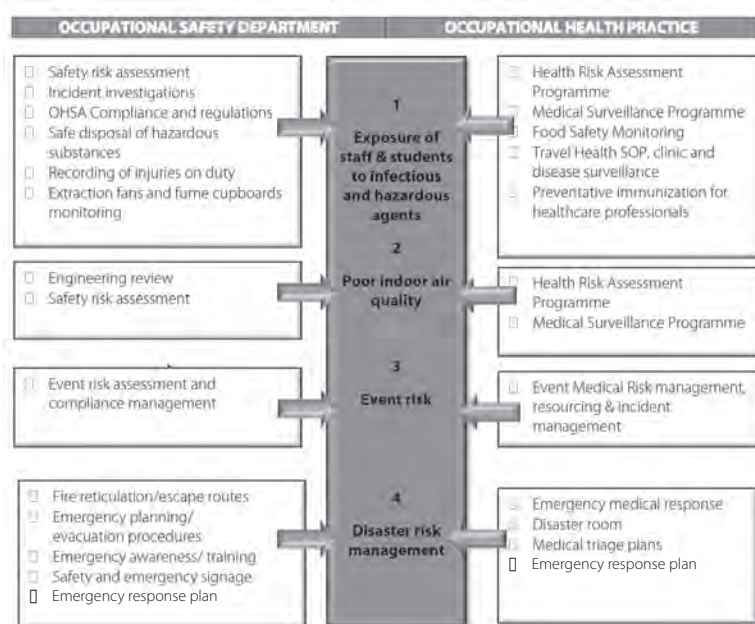 OCCUPATIONAL SAFETY DEPARTMENT
OCCUPATIONAL HEALTH PRACTICE
Safety risk assessment
Incident investigations
OHSA Compliance and regulations
Safe disposal of hazardous
substances
Recording of injuries on duty
Extraction fans and fume cupboards
monitoring
1
Exposure of
staff & students
to infectious
and hazardous
agents
Health Risk Assessment
Programme
Medical Surveillance Programme
Food Safety Monitoring
Travel Health SOP, clinic and
disease surveillance
Preventative immunization for
healthcare professionals
Engineering review
Safety risk assessment
2
Poor indoor air
quality
Health Risk Assessment
Programme
Medical Surveillance Programme
Event risk assessment and
compliance management
3
Event risk
Event Medical Risk management,
resourcing & incident
management
Fire reticulation/escape routes
Emergency planning/
evacuation procedures
Emergency awareness/ training
Safety and emergency signage
Emergency response plan
4
Disaster risk
management
Emergency medical response
Disaster room
Medical triage plans
Emergency response plan